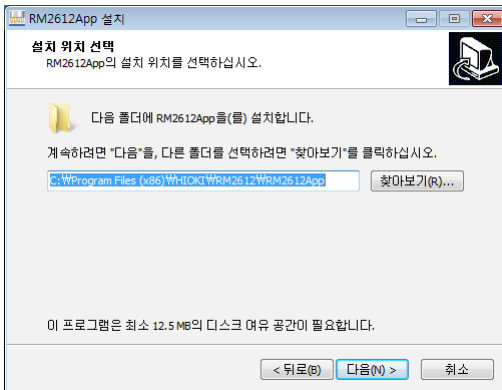 RM2612App 설치
설치 위치 선택
RM2612App의 설치 위치를 선택하십시오.
다음 폴더에 RM2612App을(를) 설치합니다.
계속하려면 "다음"을, 다른 폴더를 선택하려면 "찾아보기"를 클릭하십시오.
C:₩Program Files (x86)₩HIOKI₩RM2612₩RM2612App
찾아보기(R)...
이 프로그램은 최소 12.5 MB의 디스크 여유 공간이 필요합니다.
< 뒤로(B)
다음(N) >
취소